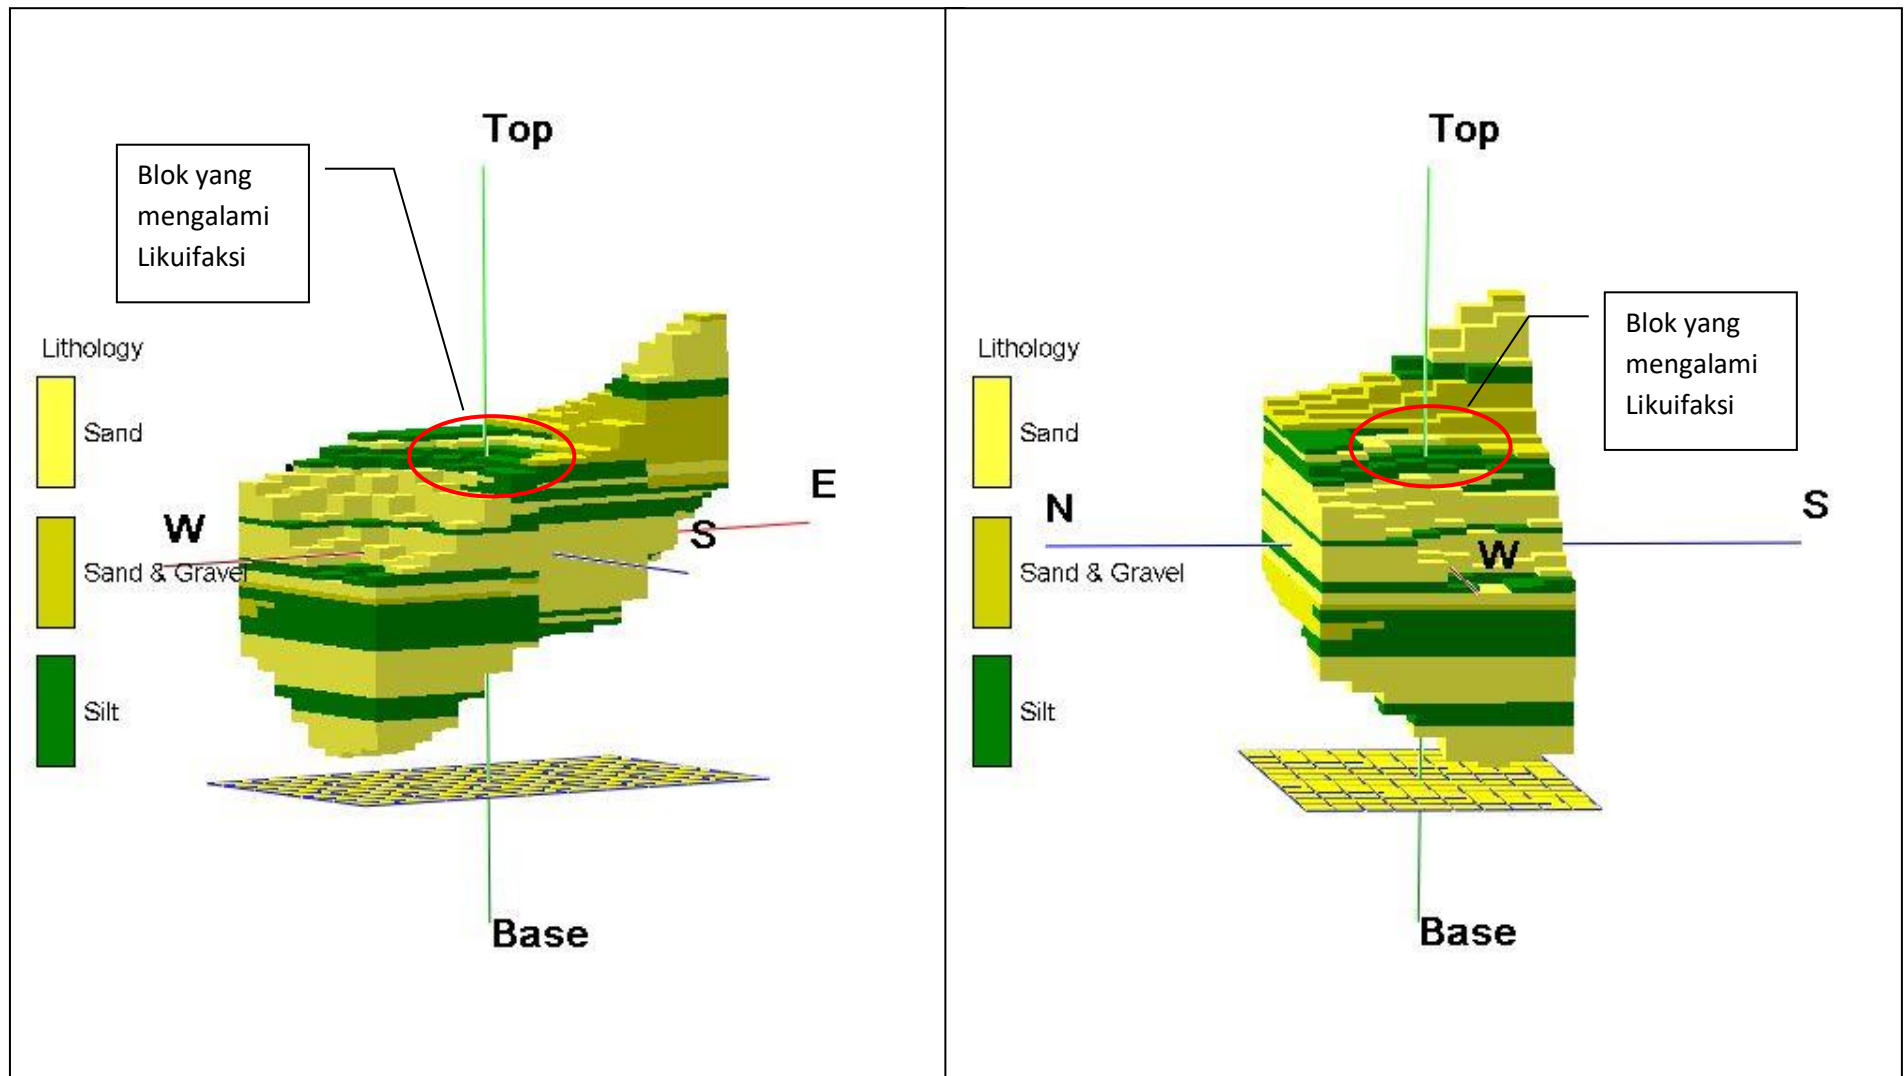 Top
Blok yang
mengalami
Likuifaksi
Lithology
Sand
E
W
S
Sand & Gravel
Silt
Base
Top
Blok yang
mengalami
Likuifaksi
Lithology
Sand
N
S
W
Sand & Gravel
Silt
Base